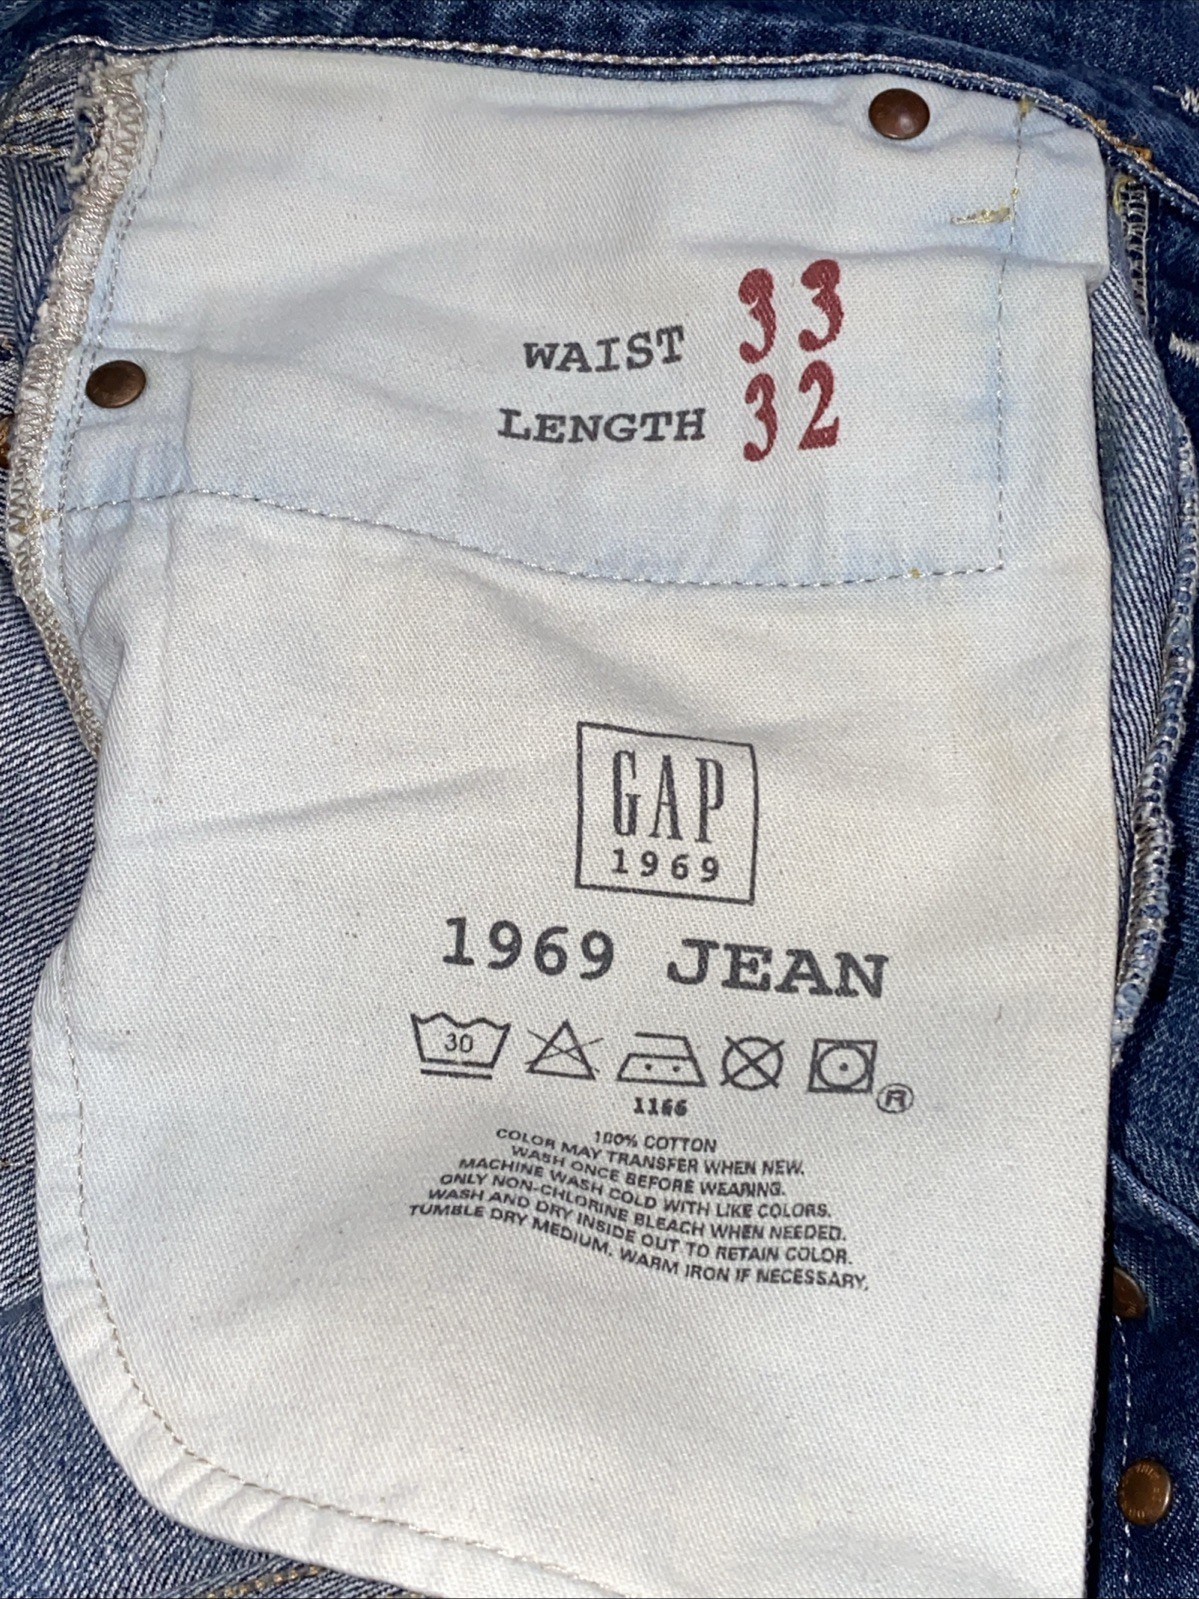 WAIST 33
LENGTH 32
GAP
1969
1969 JEAN
30
®
1166
100% COTTON
COLOR MAY TRANSFER WHEN NEW.
WASH ONCE BEFORE WEARING.
MACHINE WASH COLD WITH LIKE COLORS.
ONLY NON-CHLORINE BLEACH WHEN NEEDED.
WASH AND DRY INSIDE OUT TO RETAIN COLOR.
TUMBLE DRY MEDIUM. WARM IRON IF NECESSARY.